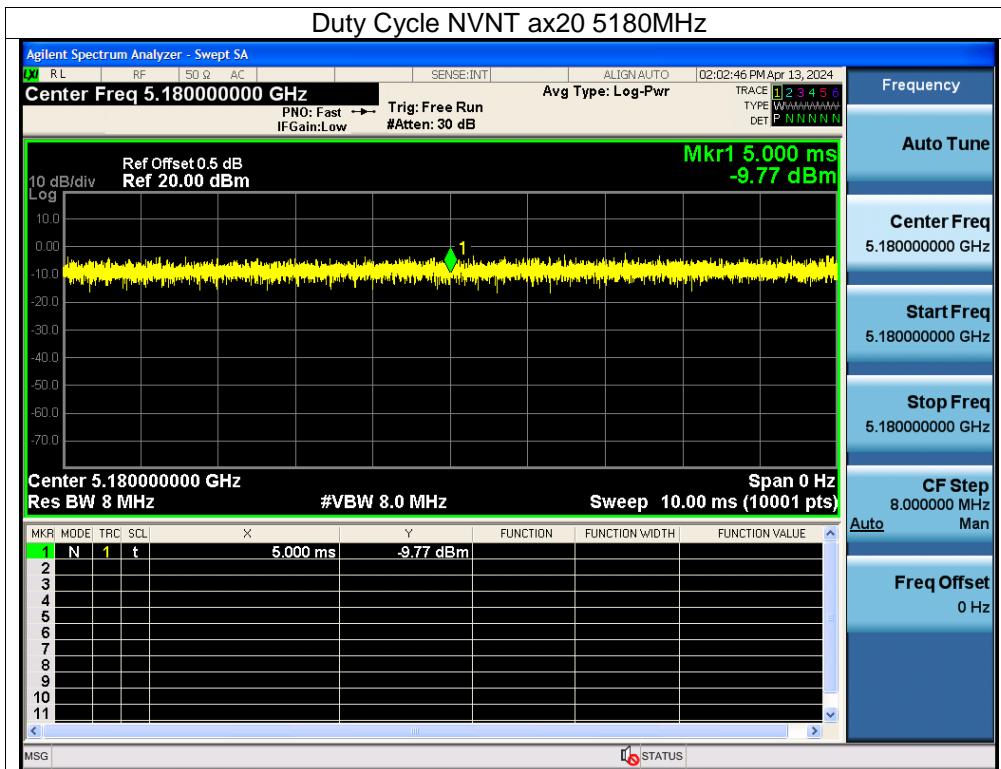 Duty Cycle NVNT ax20 5180MHz
Agilent Spectrum Analyzer - Swept SA
LXI RL RF 50 Ω AC SENSE:INT ALIGN AUTO 02:02:46 PM Apr 13, 2024
Center Freq 5.180000000 GHz
PNO: Fast
IFGain:Low
Trig: Free Run
#Atten: 30 dB
Avg Type: Log-Pwr
TRACE 1 2 3 4 5 6
TYPE WWWWWW
DET P N N N N N
Mkr1 5.000 ms
-9.77 dBm
Ref Offset 0.5 dB
10 dB/div Ref 20.00 dBm
Log
10.0
0.00
-10.0
-20.0
-30.0
-40.0
-50.0
-60.0
-70.0
1
Center 5.180000000 GHz Span 0 Hz
Res BW 8 MHz #VBW 8.0 MHz Sweep 10.00 ms (10001 pts)
MKR MODE TRC SCL X Y FUNCTION FUNCTION WIDTH FUNCTION VALUE
1 N 1 t 5.000 ms -9.77 dBm
2
3
4
5
6
7
8
9
10
11
MSG STATUS
Frequency
Auto Tune
Center Freq
5.180000000 GHz
Start Freq
5.180000000 GHz
Stop Freq
5.180000000 GHz
CF Step
8.000000 MHz
Auto Man
Freq Offset
0 Hz